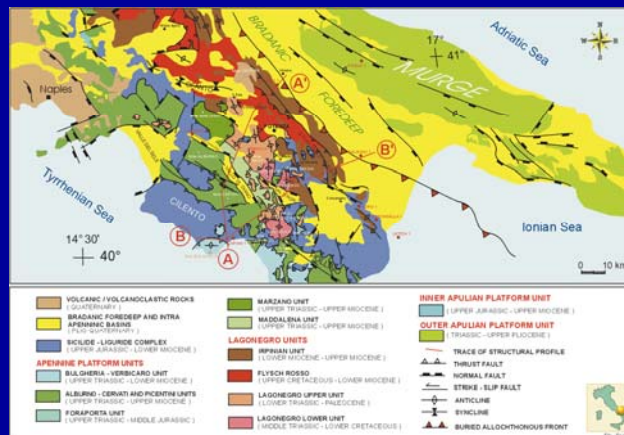 Adriatic Sea
17°
41°
MURGE
BRADANIC
FOREDEEP
A'
B'
Naples
Tyrrhenian Sea
CILENTO
B
A
14° 30'
40°
Ionian Sea
0 10 km
VOLCANIC / VOLCANOCLASTIC ROCKS
( QUATERNARY )
BRADANIC FOREDEEP AND INTRA
APENNINIC BASINS
( PLIO QUATERNARY )
SICILIDE - LIGURIDE COMPLEX
( UPPER JURASSIC - LOWER MIOCENE )
APENNINE PLATFORM UNITS
BULGHERIA - VERBICARO UNIT
( UPPER TRIASSIC - LOWER MIOCENE )
ALBURNO - CERVATI AND PICENTINI UNITS
( UPPER TRIASSIC - UPPER MIOCENE )
FORAPORTA UNIT
( UPPER TRIASSIC - MIDDLE JURASSIC )
MARZANO UNIT
( UPPER TRIASSIC - UPPER MIOCENE )
MADDALENA UNIT
( UPPER TRIASSIC - UPPER MIOCENE )
LAGONEGRO UNITS
IRPINIAN UNIT
( LOWER MIOCENE - UPPER MIOCENE )
FLYSCH ROSSO
( UPPER CRETACEOUS - LOWER MIOCENE )
LAGONEGRO UPPER UNIT
( LOWER TRIASSIC - PALEOCENE )
LAGONEGRO LOWER UNIT
( MIDDLE TRIASSIC - LOWER CRETACEOUS )
INNER APULIAN PLATFORM UNIT
( UPPER JURASSIC - UPPER MIOCENE )
OUTER APULIAN PLATFORM UNIT
( TRIASSIC - UPPER PLIOCENE )
TRACE OF STRUCTURAL PROFILE
THRUST FAULT
NORMAL FAULT
STRIKE - SLIP FAULT
ANTICLINE
SYNCLINE
BURIED ALLOCHTHONOUS FRONT